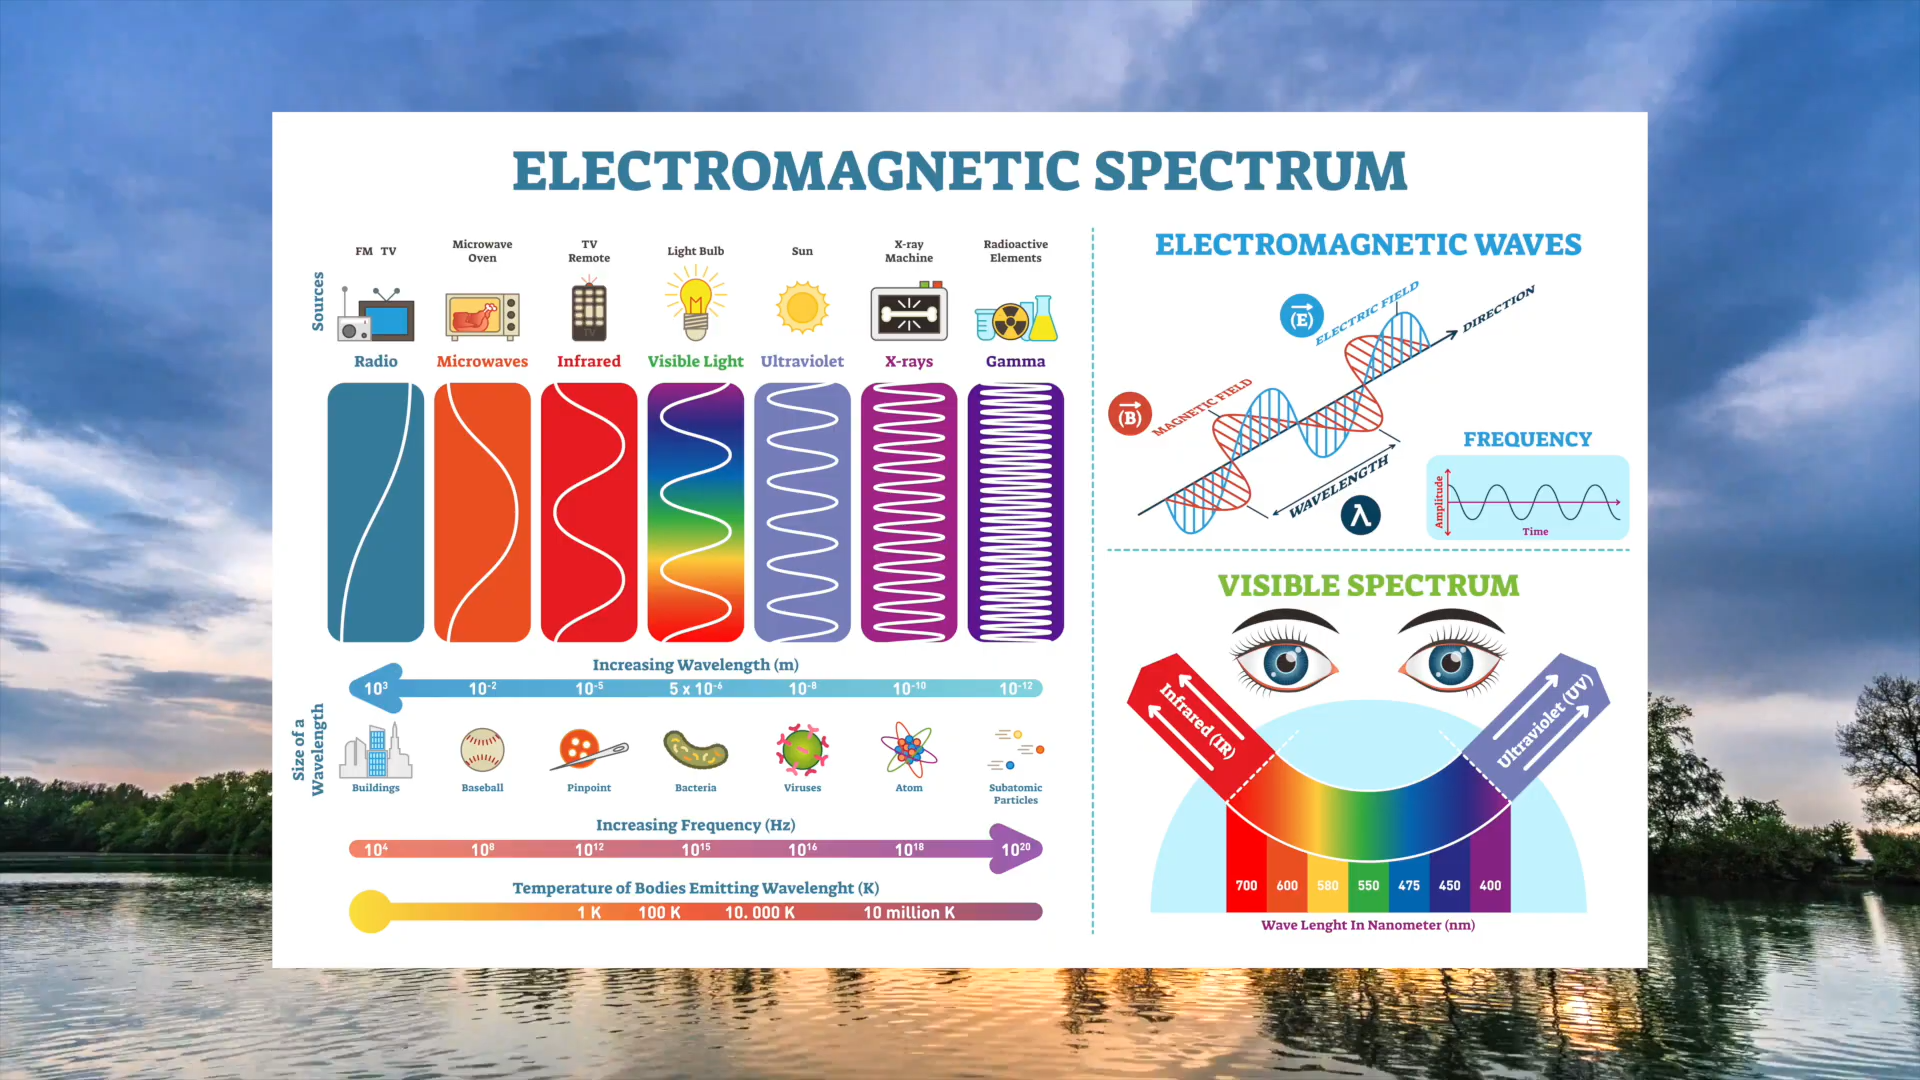 ELECTROMAGNETIC SPECTRUM
Sources
FM TV
Microwave
Oven
TV
Remote
Light Bulb
Sun
X-ray
Machine
Radioactive
Elements
TV
Radio
Microwaves
Infrared
Visible Light
Ultraviolet
X-rays
Gamma
Increasing Wavelength (m)
10³ 10⁻² 10⁻⁵ 5 x 10⁻⁶ 10⁻⁸ 10⁻¹⁰ 10⁻¹²
Size of a
Wavelength
Buildings
Baseball
Pinpoint
Bacteria
Viruses
Atom
Subatomic
Particles
Increasing Frequency (Hz)
10⁴ 10⁸ 10¹² 10¹⁵ 10¹⁶ 10¹⁸ 10²⁰
Temperature of Bodies Emitting Wavelenght (K)
1 K 100 K 10. 000 K 10 million K
ELECTROMAGNETIC WAVES
(E)
ELECTRIC FIELD
DIRECTION
(B)
MAGNETIC FIELD
WAVELENGTH
λ
FREQUENCY
Amplitude
Time
VISIBLE SPECTRUM
Infrared (IR)
Ultraviolet (UV)
700 600 580 550 475 450 400
Wave Lenght In Nanometer (nm)